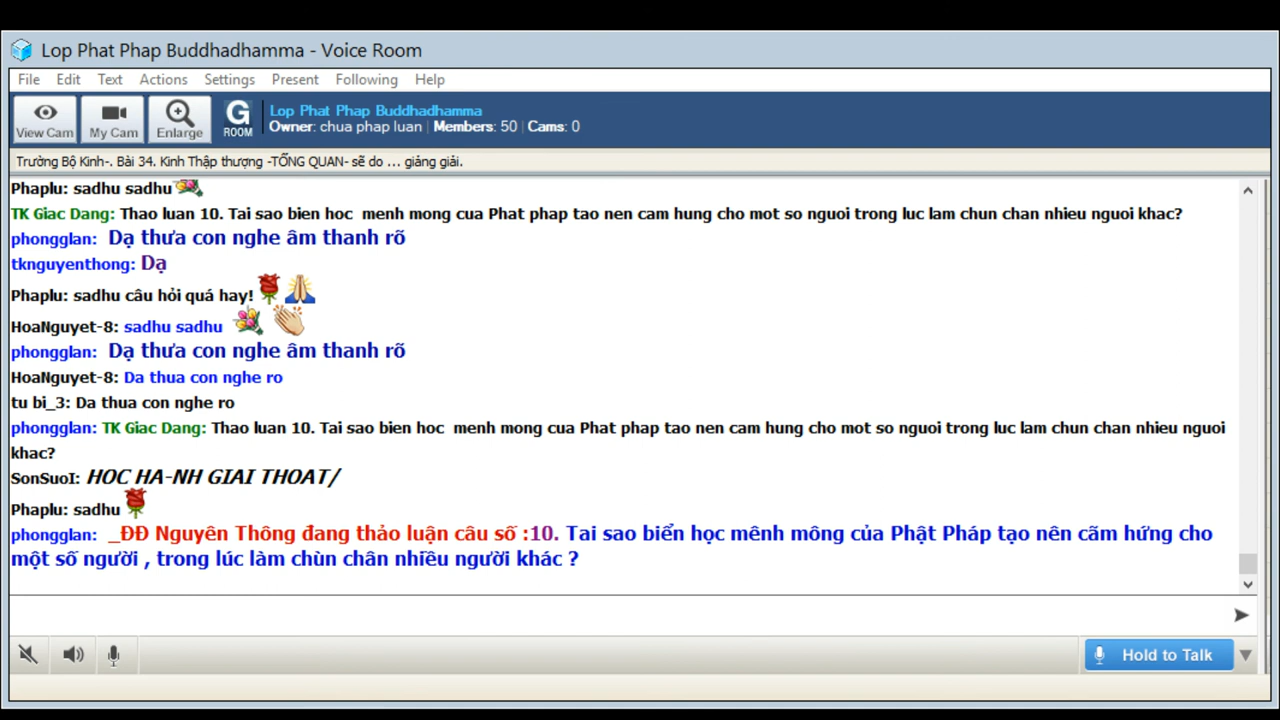 Lop Phat Phap Buddhadhamma - Voice Room
File Edit Text Actions Settings Present Following Help
View Cam My Cam Enlarge G ROOM Lop Phat Phap Buddhadhamma
Owner: chua phap luan | Members: 50 | Cams: 0
Trường Bộ Kinh-. Bài 34. Kinh Thập thượng -TỔNG QUAN- sẽ do ... giảng giải.
Phaplu: sadhu sadhu
TK Giac Dang: Thao luan 10. Tai sao bien hoc menh mong cua Phat phap tao nen cam hung cho mot so nguoi trong luc lam chun chan nhieu nguoi khac?
phongglan: Dạ thưa con nghe âm thanh rõ
tknguyenthong: Dạ
Phaplu: sadhu câu hỏi quá hay!
HoaNguyet-8: sadhu sadhu
phongglan: Dạ thưa con nghe âm thanh rõ
HoaNguyet-8: Da thua con nghe ro
tu bi_3: Da thua con nghe ro
phongglan: TK Giac Dang: Thao luan 10. Tai sao bien hoc menh mong cua Phat phap tao nen cam hung cho mot so nguoi trong luc lam chun chan nhieu nguoi
khac?
SonSuoI: HOC HA-NH GIAI THOAT/
Phaplu: sadhu
phongglan: _ĐĐ Nguyên Thông đang thảo luận câu số :10. Tai sao biển học mênh mông của Phật Pháp tạo nên cãm hứng cho
một số người , trong lúc làm chùn chân nhiều người khác ?
Hold to Talk